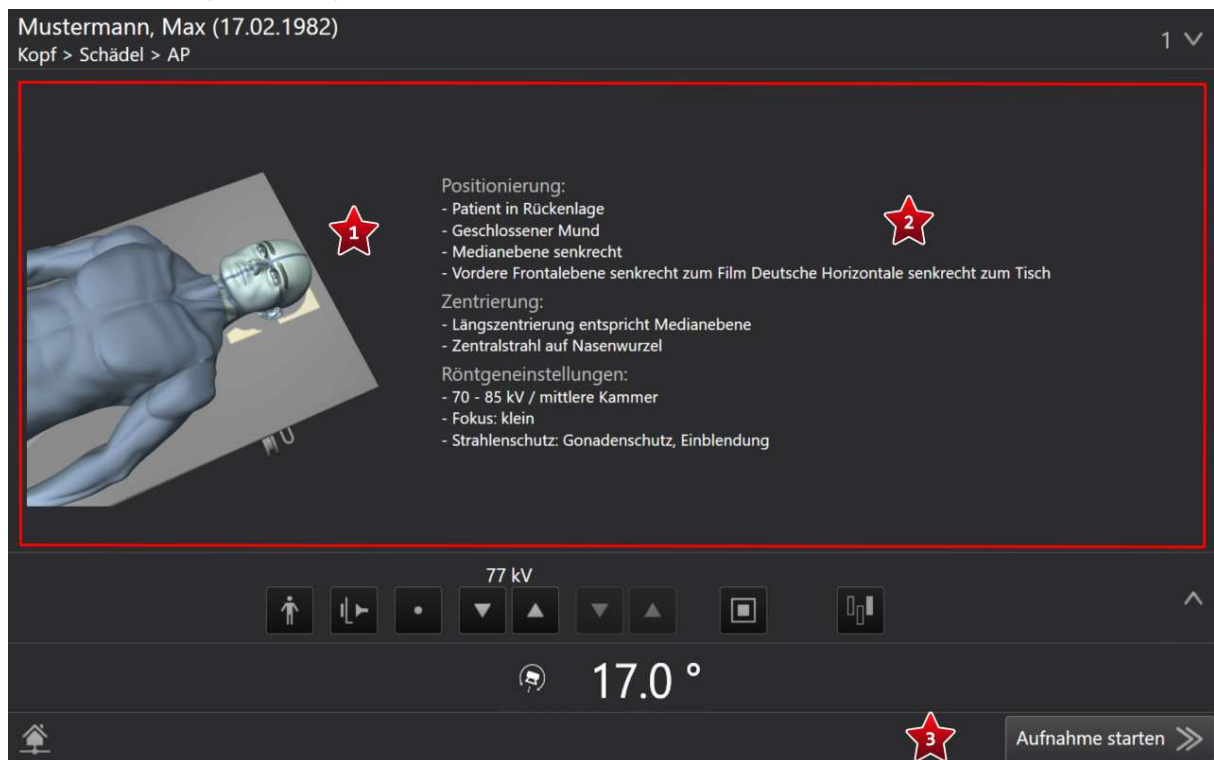 Mustermann, Max (17.02.1982)
Kopf > Schädel > AP
1
1
2
Positionierung:
- Patient in Rückenlage
- Geschlossener Mund
- Medianebene senkrecht
- Vordere Frontalebene senkrecht zum Film Deutsche Horizontale senkrecht zum Tisch
Zentrierung:
- Längszentrierung entspricht Medianebene
- Zentralstrahl auf Nasenwurzel
Röntgeneinstellungen:
- 70 - 85 kV / mittlere Kammer
- Fokus: klein
- Strahlenschutz: Gonadenschutz, Einblendung
77 kV
17.0 °
3
Aufnahme starten